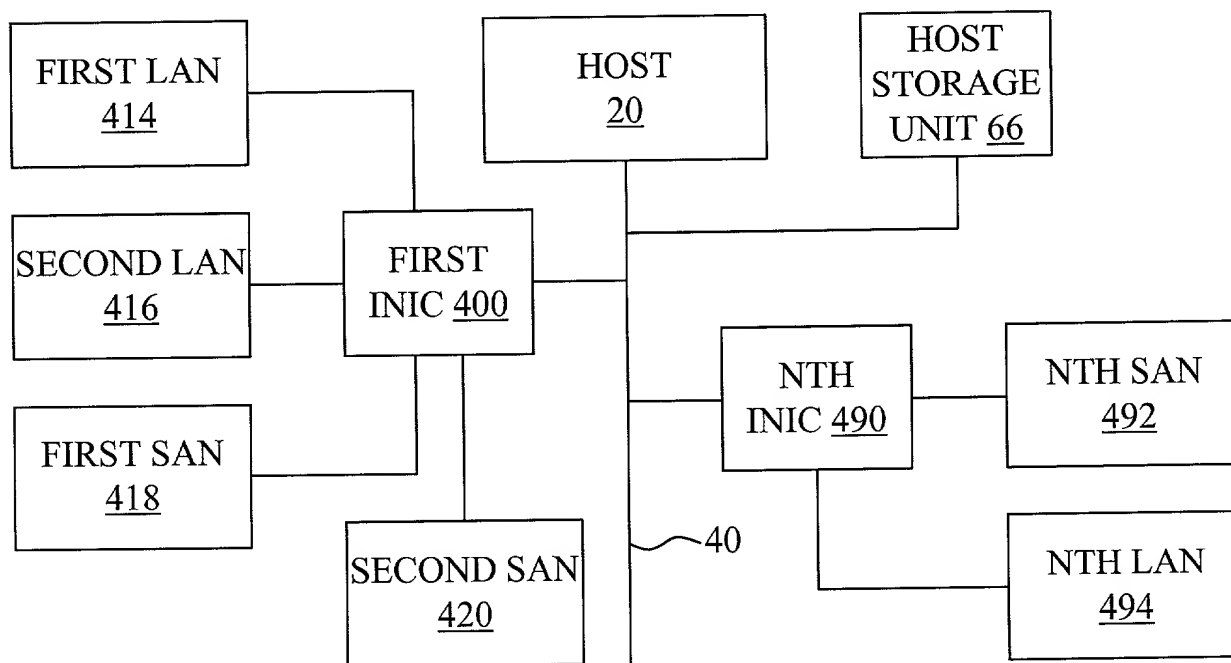 FIRST LAN
414
HOST
20
HOST
STORAGE
UNIT 66
SECOND LAN
416
FIRST
INIC 400
NTH
INIC 490
NTH SAN
492
FIRST SAN
418
SECOND SAN
420
40
NTH LAN
494